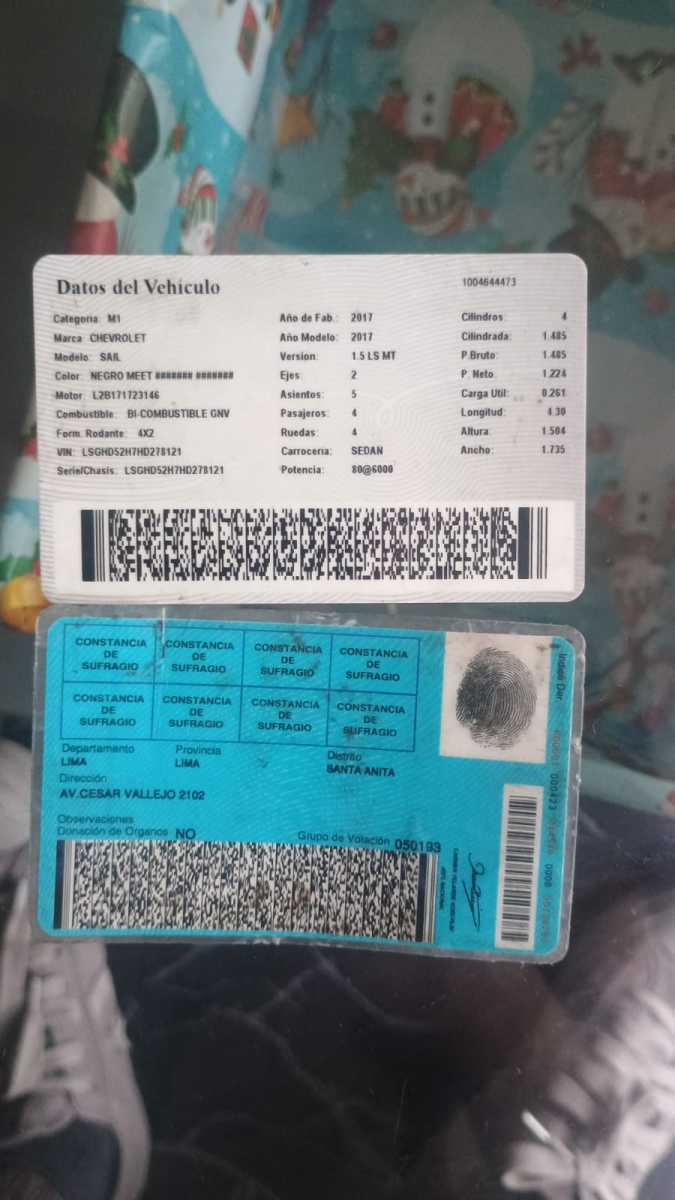 Datos del Vehículo
1004644473
Categoria: M1
Marca: CHEVROLET
Modelo: SAIL
Color: NEGRO MEET ####### #######
Motor: L2B171723146
Combustible: BI-COMBUSTIBLE GNV
Form. Rodante: 4X2
VIN: LSGHD52H7HD278121
Serie/Chasis: LSGHD52H7HD278121
Año de Fab.: 2017
Año Modelo: 2017
Version: 1.5 LS MT
Ejes: 2
Asientos: 5
Pasajeros: 4
Ruedas: 4
Carroceria: SEDAN
Potencia: 80@6000
Cilindros: 4
Cilindrada: 1.485
P.Bruto: 1.485
P. Neto: 1.224
Carga Util: 0.261
Longitud: 4.30
Altura: 1.504
Ancho: 1.735
CONSTANCIA DE SUFRAGIO
CONSTANCIA DE SUFRAGIO
CONSTANCIA DE SUFRAGIO
CONSTANCIA DE SUFRAGIO
CONSTANCIA DE SUFRAGIO
CONSTANCIA DE SUFRAGIO
CONSTANCIA DE SUFRAGIO
CONSTANCIA DE SUFRAGIO
Departamento
LIMA
Provincia
LIMA
Distrito
SANTA ANITA
Dirección
AV.CESAR VALLEJO 2102
Observaciones
Donación de Organos NO
Grupo de Votación 050193
Indice Der